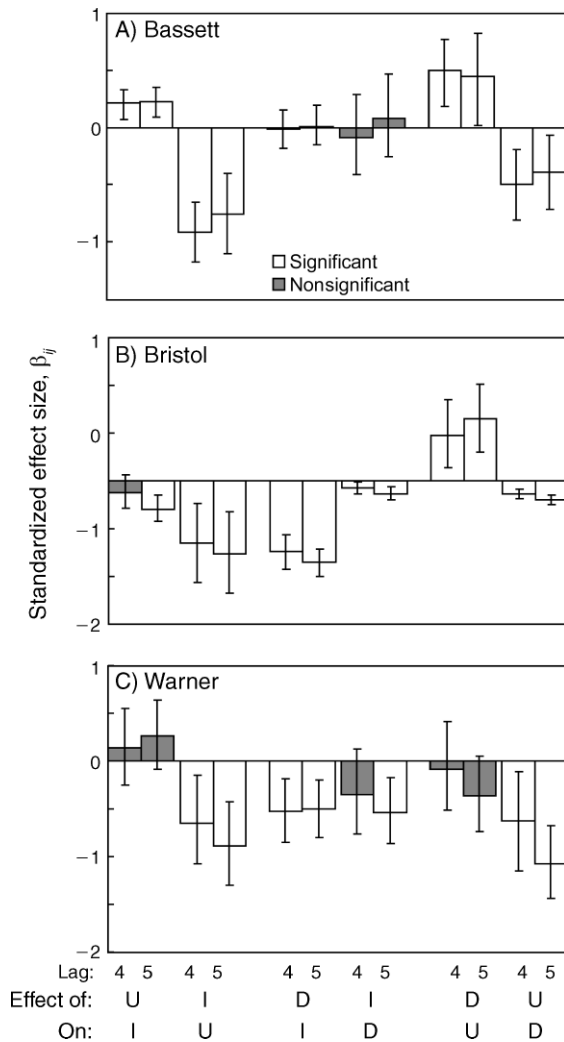 1
A) Bassett
0
−1
Significant
Nonsignificant
1
B) Bristol
0
−1
−2
Standardized effect size, βij
1
C) Warner
0
−1
−2
Lag: 4 5 4 5 4 5 4 5 4 5 4 5
Effect of: U I D I D U
On: I U I D U D